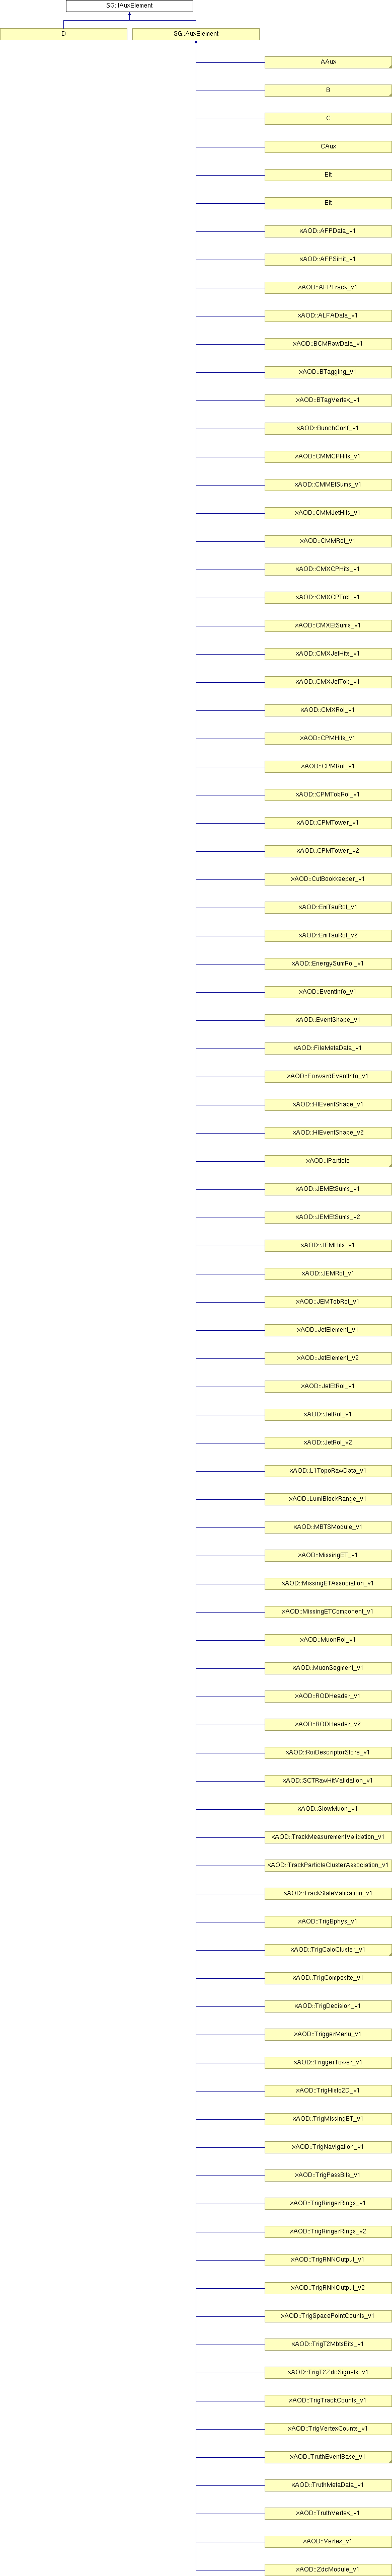 SG::IAuxElement
D
SG::AuxElement
AAux
B
C
CAux
Elt
Elt
xAOD::AFPData_v1
xAOD::AFPSiHit_v1
xAOD::AFPTrack_v1
xAOD::ALFAData_v1
xAOD::BCMRawData_v1
xAOD::BTagging_v1
xAOD::BTagVertex_v1
xAOD::BunchConf_v1
xAOD::CMMCPHits_v1
xAOD::CMMEtSums_v1
xAOD::CMMJetHits_v1
xAOD::CMMRoI_v1
xAOD::CMXCPHits_v1
xAOD::CMXCPTob_v1
xAOD::CMXEtSums_v1
xAOD::CMXJetHits_v1
xAOD::CMXJetTob_v1
xAOD::CMXRoI_v1
xAOD::CPMHits_v1
xAOD::CPMRoI_v1
xAOD::CPMTobRoI_v1
xAOD::CPMTower_v1
xAOD::CPMTower_v2
xAOD::CutBookkeeper_v1
xAOD::EmTauRoI_v1
xAOD::EmTauRoI_v2
xAOD::EnergySumRoI_v1
xAOD::EventInfo_v1
xAOD::EventShape_v1
xAOD::FileMetaData_v1
xAOD::ForwardEventInfo_v1
xAOD::HIEventShape_v1
xAOD::HIEventShape_v2
xAOD::IParticle
xAOD::JEMEtSums_v1
xAOD::JEMEtSums_v2
xAOD::JEMHits_v1
xAOD::JEMRoI_v1
xAOD::JEMTobRoI_v1
xAOD::JetElement_v1
xAOD::JetElement_v2
xAOD::JetEtRoI_v1
xAOD::JetRoI_v1
xAOD::JetRoI_v2
xAOD::L1TopoRawData_v1
xAOD::LumiBlockRange_v1
xAOD::MBTSModule_v1
xAOD::MissingET_v1
xAOD::MissingETAssociation_v1
xAOD::MissingETComponent_v1
xAOD::MuonRoI_v1
xAOD::MuonSegment_v1
xAOD::RODHeader_v1
xAOD::RODHeader_v2
xAOD::RoiDescriptorStore_v1
xAOD::SCTRawHitValidation_v1
xAOD::SlowMuon_v1
xAOD::TrackMeasurementValidation_v1
xAOD::TrackParticleClusterAssociation_v1
xAOD::TrackStateValidation_v1
xAOD::TrigBphys_v1
xAOD::TrigCaloCluster_v1
xAOD::TrigComposite_v1
xAOD::TrigDecision_v1
xAOD::TriggerMenu_v1
xAOD::TriggerTower_v1
xAOD::TrigHisto2D_v1
xAOD::TrigMissingET_v1
xAOD::TrigNavigation_v1
xAOD::TrigPassBits_v1
xAOD::TrigRingerRings_v1
xAOD::TrigRingerRings_v2
xAOD::TrigRNNOutput_v1
xAOD::TrigRNNOutput_v2
xAOD::TrigSpacePointCounts_v1
xAOD::TrigT2MbtsBits_v1
xAOD::TrigT2ZdcSignals_v1
xAOD::TrigTrackCounts_v1
xAOD::TrigVertexCounts_v1
xAOD::TruthEventBase_v1
xAOD::TruthMetaData_v1
xAOD::TruthVertex_v1
xAOD::Vertex_v1
xAOD::ZdcModule_v1